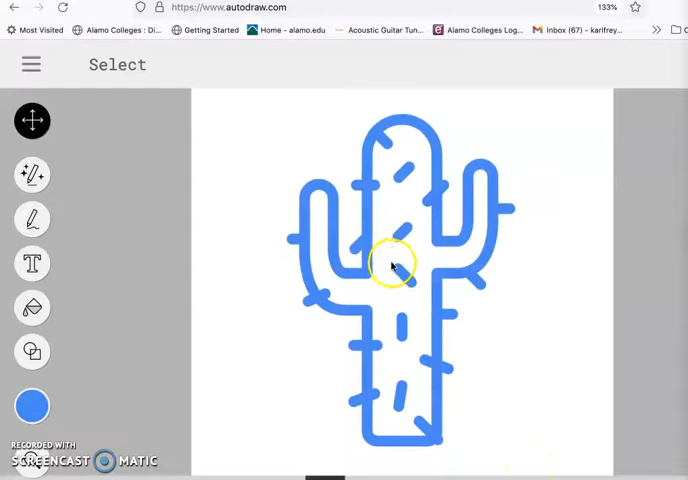 https://www.autodraw.com
133%
Most Visited
Alamo Colleges : Di...
Getting Started
Home - alamo.edu
Acoustic Guitar Tun...
Alamo Colleges Log...
Inbox (67) - karlfrey...
Select
T
RECORDED WITH
SCREENCAST MATIC